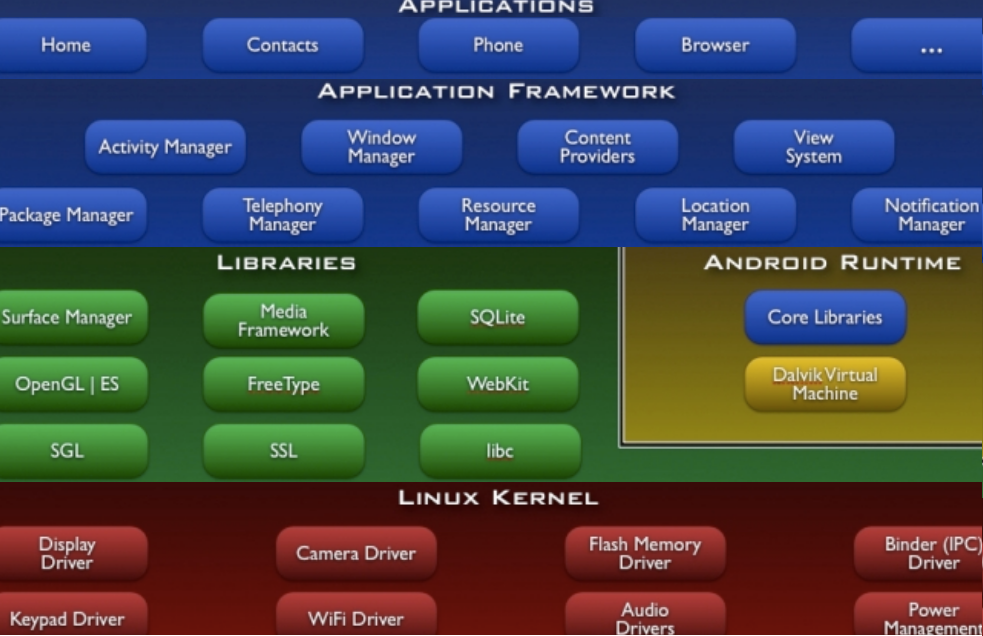 APPLICATIONS
Home
Contacts
Phone
Browser
...
APPLICATION FRAMEWORK
Activity Manager
Window
Manager
Content
Providers
View
System
Package Manager
Telephony
Manager
Resource
Manager
Location
Manager
Notification
Manager
LIBRARIES
Surface Manager
Media
Framework
SQLite
OpenGL | ES
FreeType
WebKit
SGL
SSL
libc
ANDROID RUNTIME
Core Libraries
Dalvik Virtual
Machine
LINUX KERNEL
Display
Driver
Camera Driver
Flash Memory
Driver
Binder (IPC)
Driver
Keypad Driver
WiFi Driver
Audio
Drivers
Power
Management